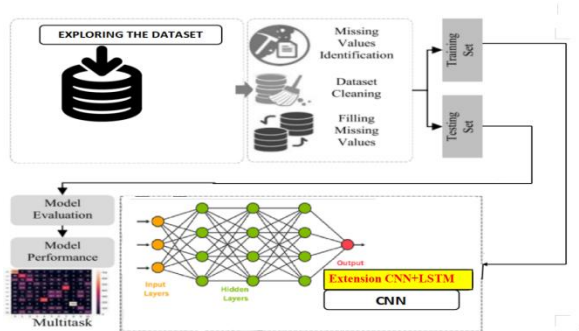 EXPLORING THE DATASET
Missing
Values
Identification
Dataset
Cleaning
Filling
Missing
Values
Training
Set
Testing
Set
Model
Evaluation
Model
Performance
Multitask
Input
Layers
Hidden
Layers
Output
Extension CNN+LSTM
CNN